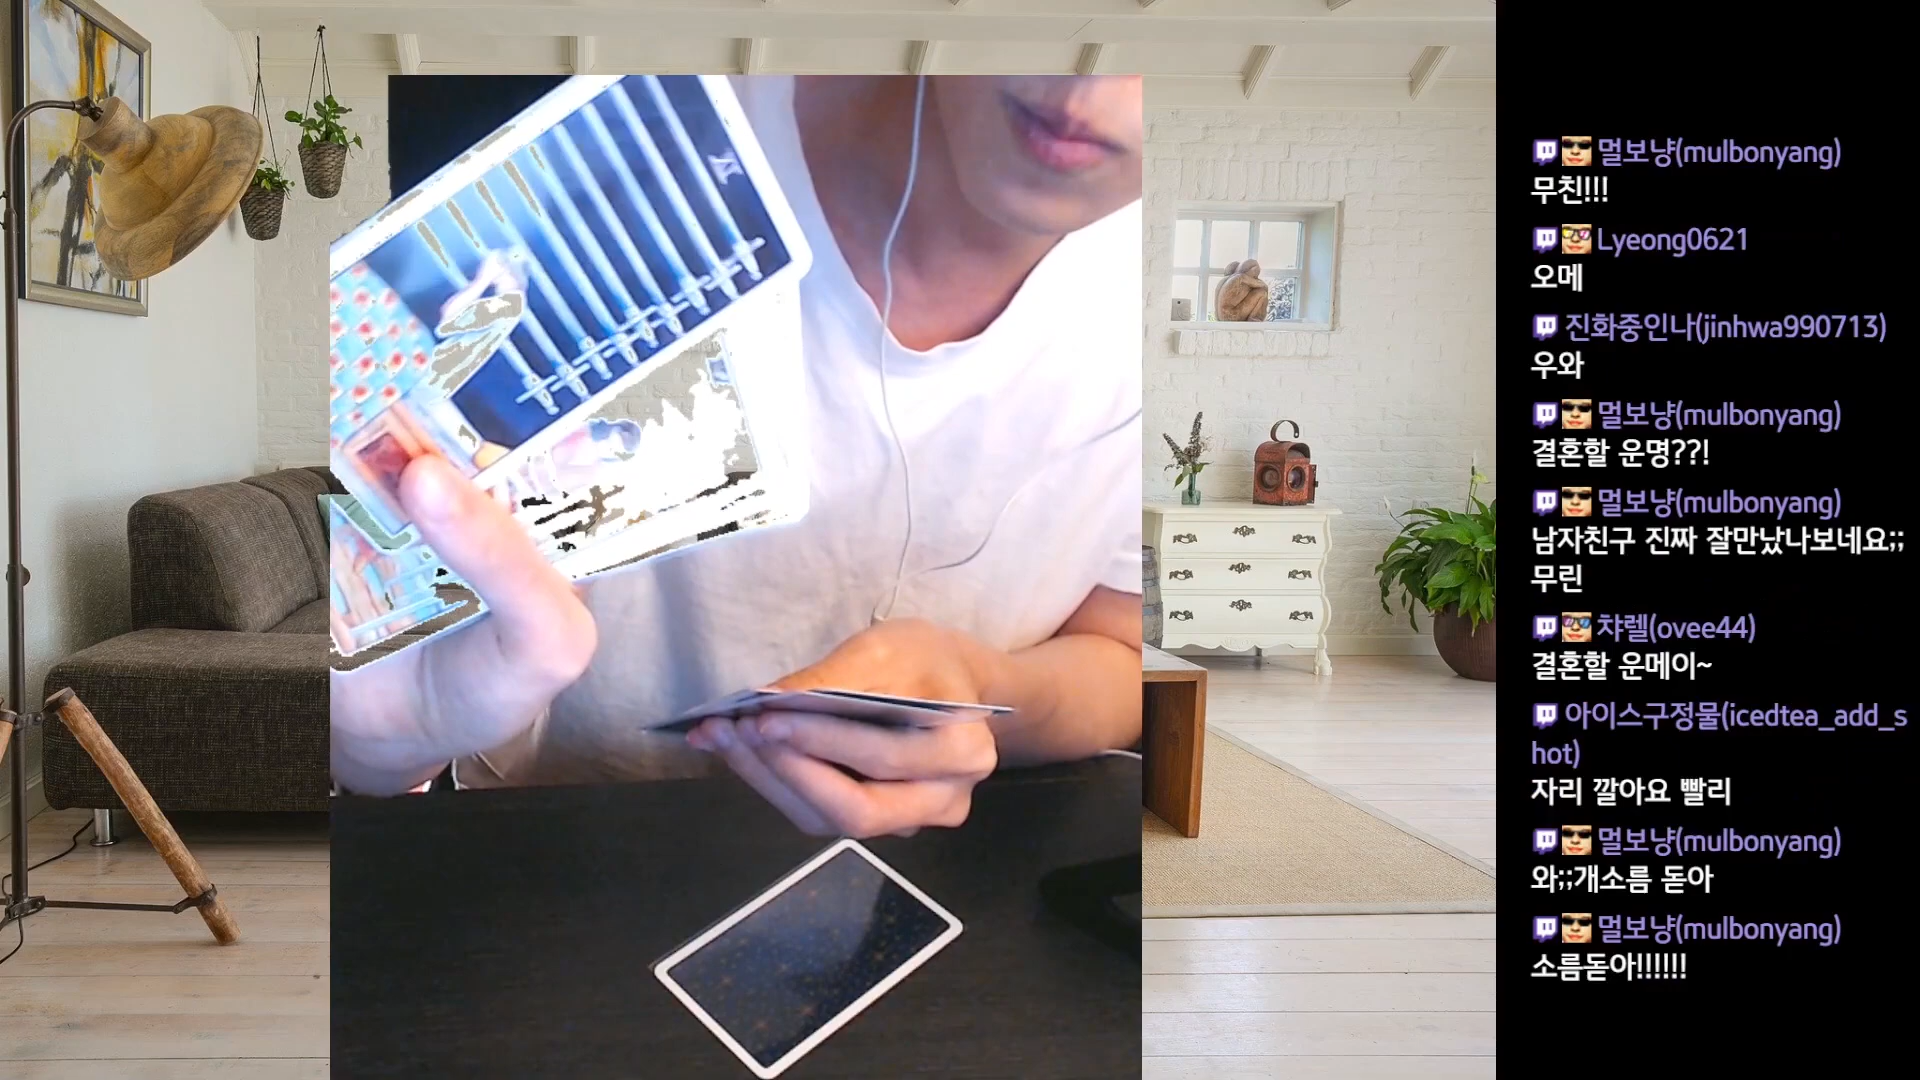 멀보냥(mulbonyang)
무친!!!
Lyeong0621
오메
진화중인나(jinhwa990713)
우와
멀보냥(mulbonyang)
결혼할 운명??!
멀보냥(mulbonyang)
남자친구 진짜 잘만났나보네요;;
무린
챠렐(ovee44)
결혼할 운메이~
아이스구정물(icedtea_add_s
hot)
자리 깔아요 빨리
멀보냥(mulbonyang)
와;;개소름 돋아
멀보냥(mulbonyang)
소름돋아!!!!!!